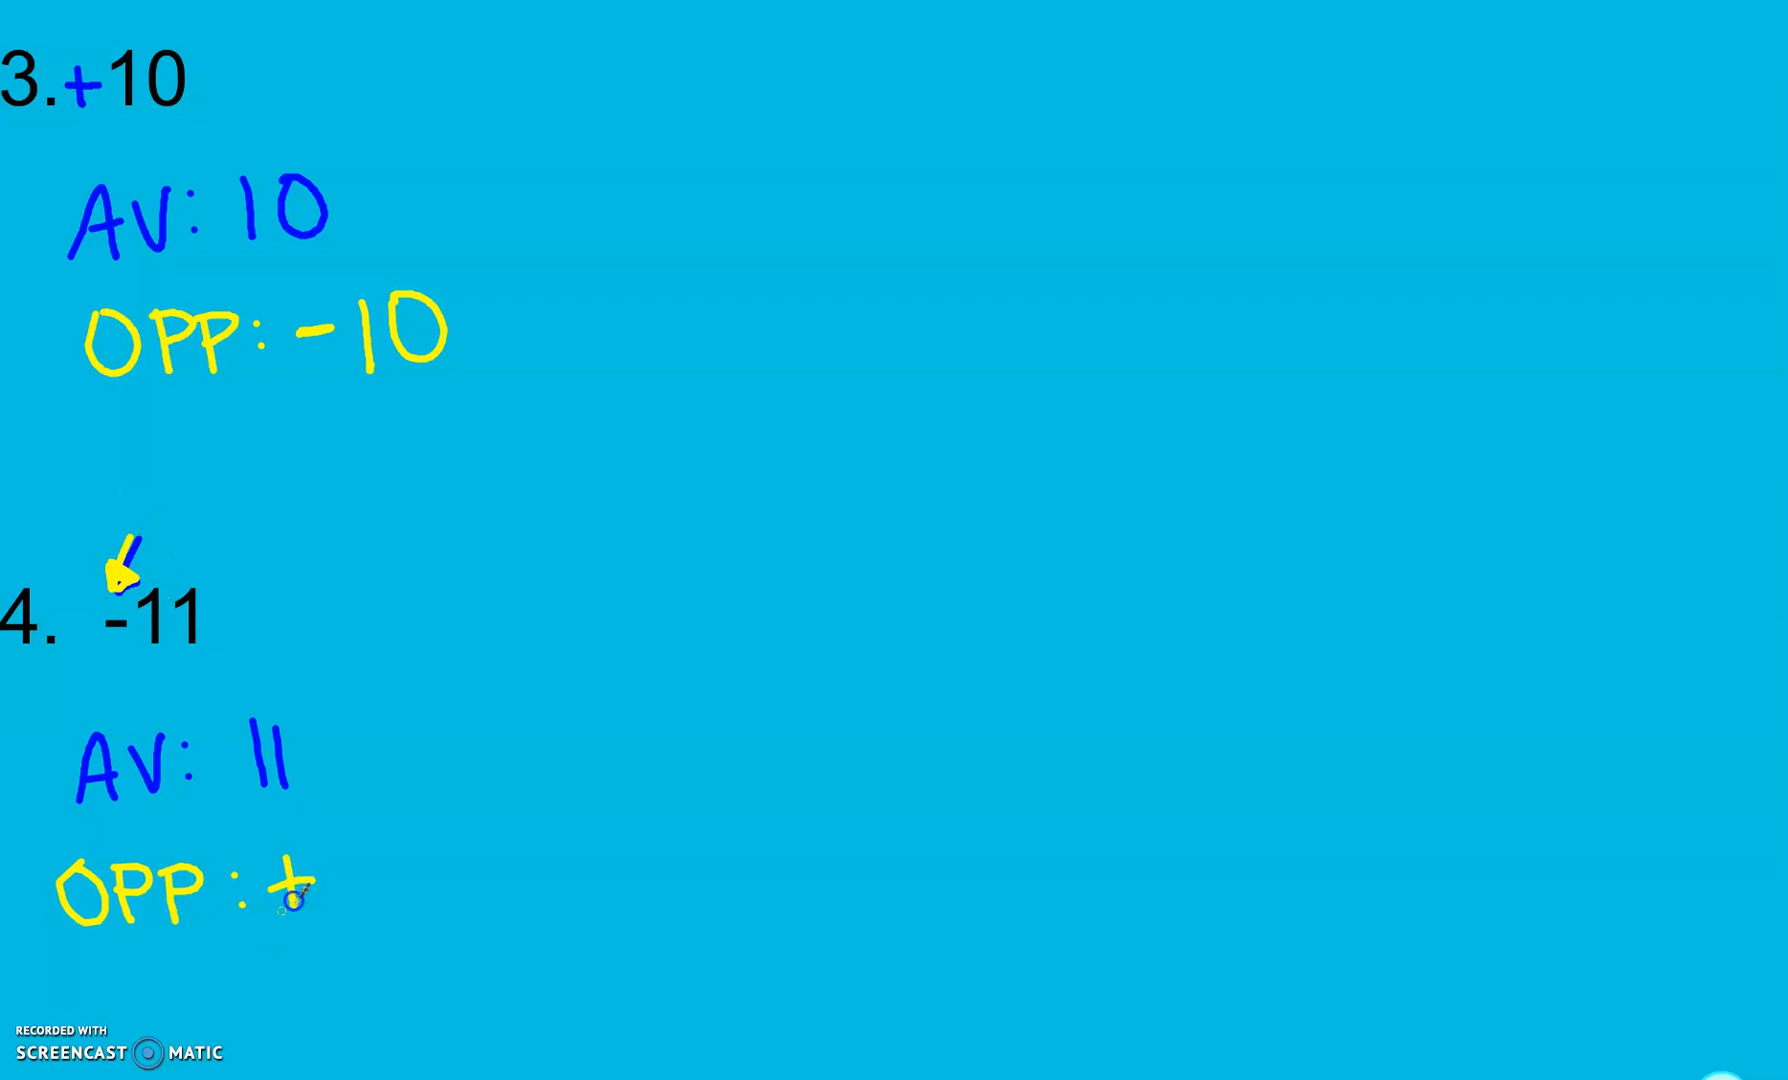 3.+10
AV: 10
OPP: -10
4. -11
AV: 11
OPP: +
RECORDED WITH
SCREENCAST MATIC